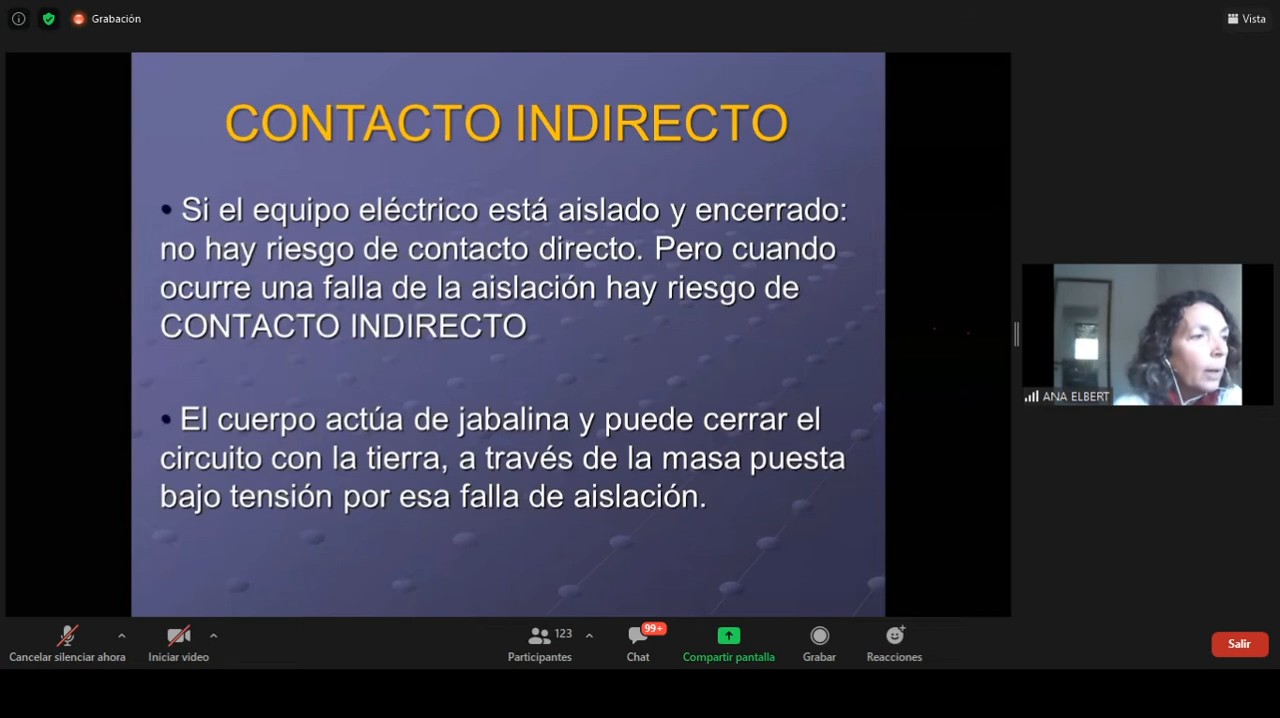 Grabación
Vista
CONTACTO INDIRECTO
• Si el equipo eléctrico está aislado y encerrado:
no hay riesgo de contacto directo. Pero cuando
ocurre una falla de la aislación hay riesgo de
CONTACTO INDIRECTO
• El cuerpo actúa de jabalina y puede cerrar el
circuito con la tierra, a través de la masa puesta
bajo tensión por esa falla de aislación.
ANA ELBERT
123
99+
Cancelar silenciar ahora
Iniciar video
Participantes
Chat
Compartir pantalla
Grabar
Reacciones
Salir